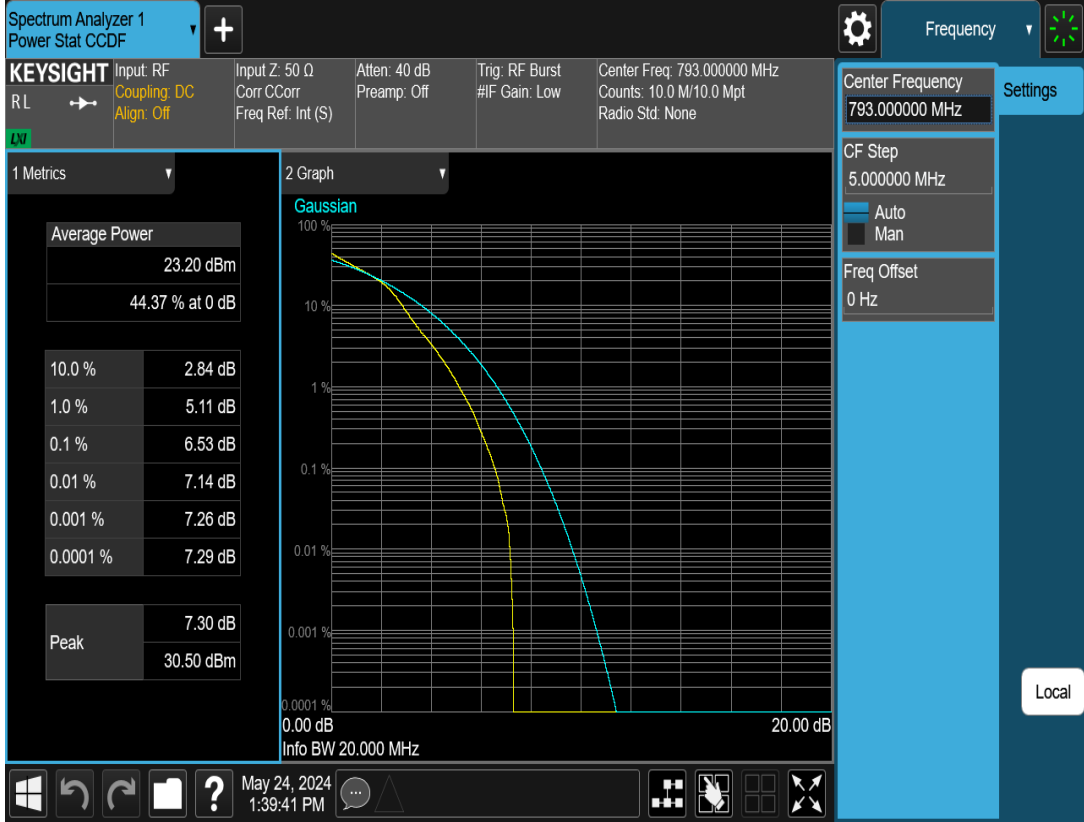 Spectrum Analyzer 1
Power Stat CCDF
Frequency
KEYSIGHT
RL
LXI
Input: RF
Coupling: DC
Align: Off
Input Z: 50 Ω
Corr CCorr
Freq Ref: Int (S)
Atten: 40 dB
Preamp: Off
Trig: RF Burst
#IF Gain: Low
Center Freq: 793.000000 MHz
Counts: 10.0 M/10.0 Mpt
Radio Std: None
Center Frequency
793.000000 MHz
Settings
CF Step
5.000000 MHz
Auto
Man
Freq Offset
0 Hz
1 Metrics
Average Power
23.20 dBm
44.37 % at 0 dB
10.0 % 2.84 dB
1.0 % 5.11 dB
0.1 % 6.53 dB
0.01 % 7.14 dB
0.001 % 7.26 dB
0.0001 % 7.29 dB
Peak
7.30 dB
30.50 dBm
2 Graph
Gaussian
100 %
10 %
1 %
0.1 %
0.01 %
0.001 %
0.0001 %
0.00 dB 20.00 dB
Info BW 20.000 MHz
Local
?
May 24, 2024
1:39:41 PM